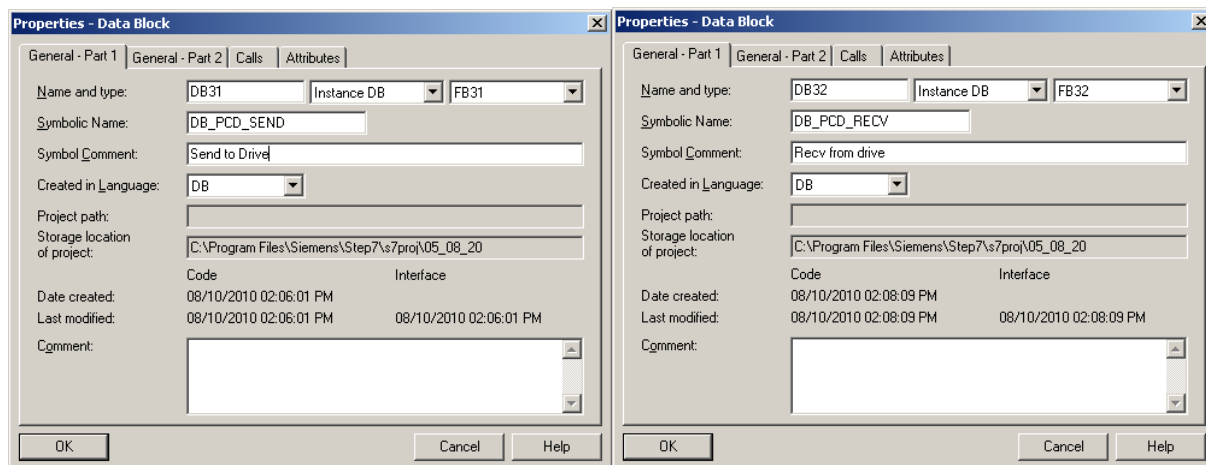 Properties - Data Block
General - Part 1 General - Part 2 Calls Attributes
Name and type: DB31 Instance DB FB31
Symbolic Name: DB_PCD_SEND
Symbol Comment: Send to Drive
Created in Language: DB
Project path:
Storage location
of project: C:\Program Files\Siemens\Step7\s7proj\05_08_20
Code Interface
Date created: 08/10/2010 02:06:01 PM
Last modified: 08/10/2010 02:06:01 PM 08/10/2010 02:06:01 PM
Comment:
OK Cancel Help
Properties - Data Block
General - Part 1 General - Part 2 Calls Attributes
Name and type: DB32 Instance DB FB32
Symbolic Name: DB_PCD_RECV
Symbol Comment: Recv from drive
Created in Language: DB
Project path:
Storage location
of project: C:\Program Files\Siemens\Step7\s7proj\05_08_20
Code Interface
Date created: 08/10/2010 02:08:09 PM
Last modified: 08/10/2010 02:08:09 PM 08/10/2010 02:08:09 PM
Comment:
OK Cancel Help